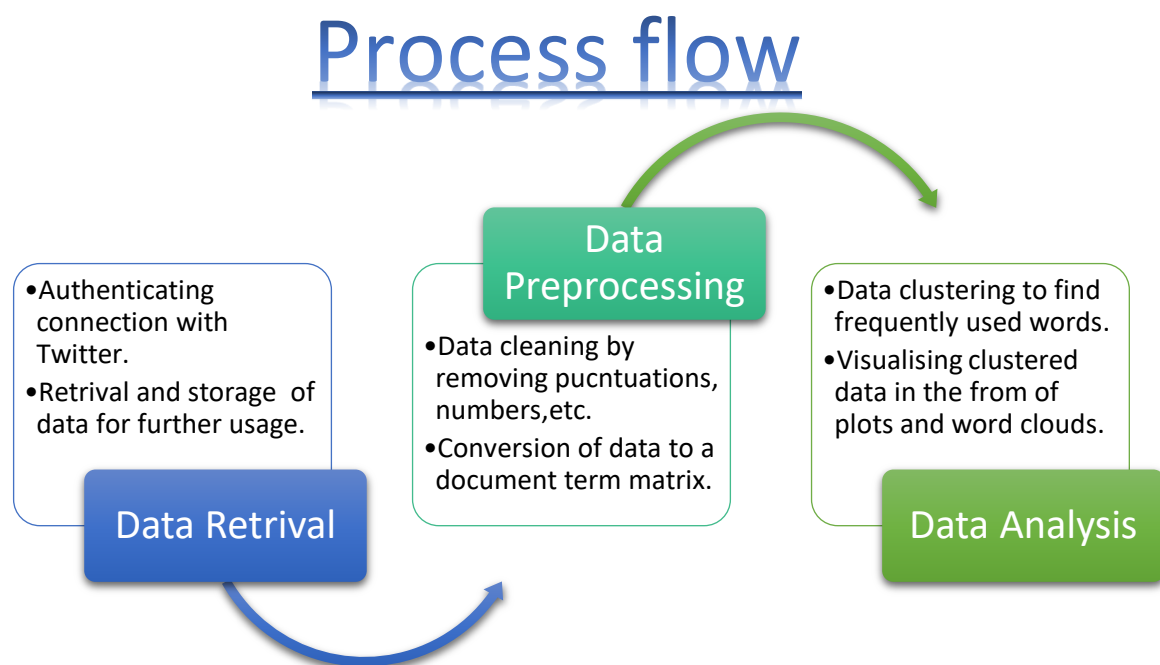 Process flow
•Authenticating
connection with
Twitter.
•Retrival and storage of
data for further usage.
Data Retrival
Data
Preprocessing
•Data cleaning by
removing pucntuations,
numbers,etc.
•Conversion of data to a
document term matrix.
•Data clustering to find
frequently used words.
•Visualising clustered
data in the from of
plots and word clouds.
Data Analysis